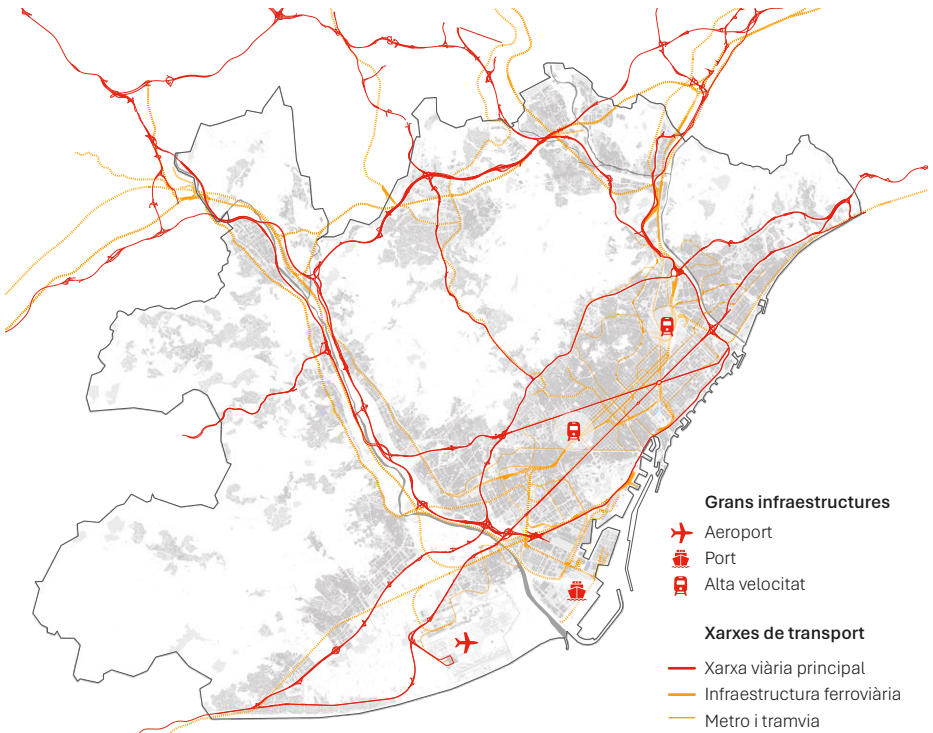 Grans infraestructures
Aeroport
Port
Alta velocitat
Xarxes de transport
Xarxa viària principal
Infraestructura ferroviària
Metro i tramvia